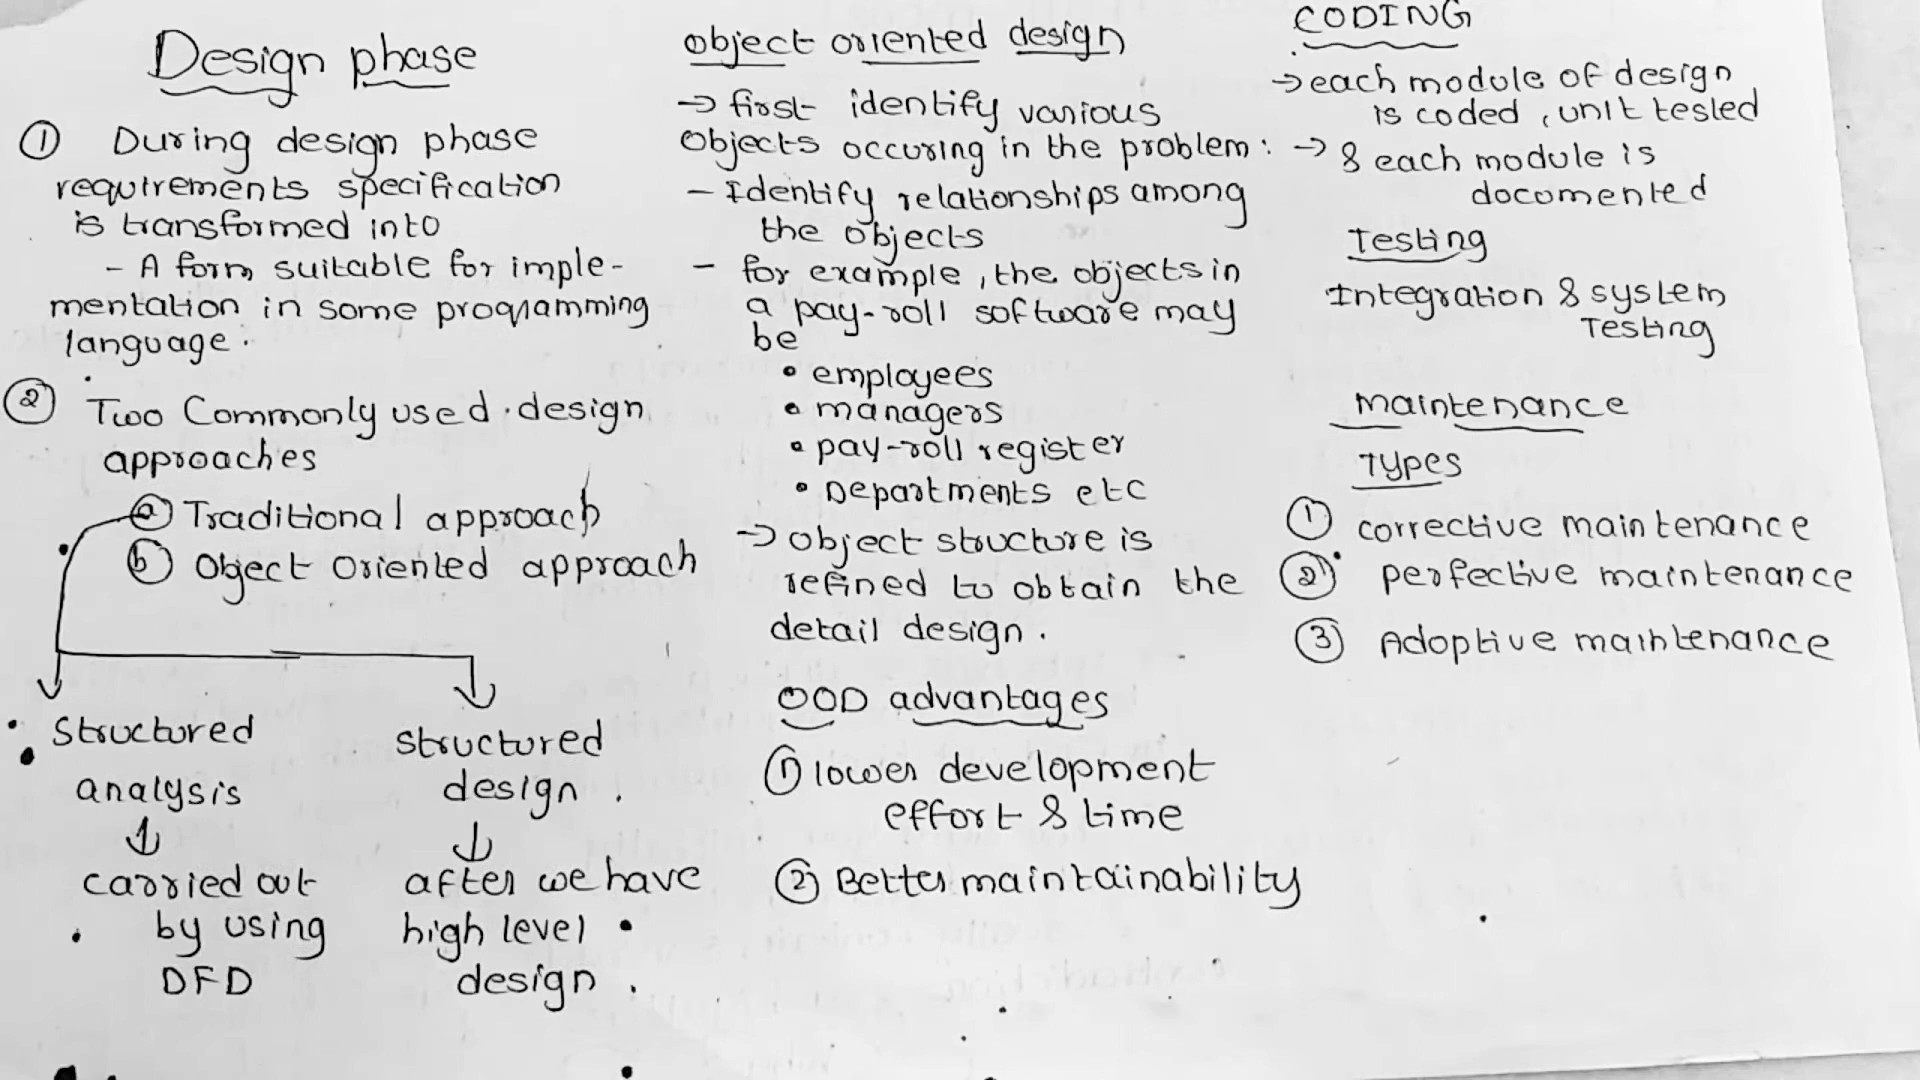 Design phase
① During design phase
requirements specification
is transformed into
- A form suitable for imple-
mentation in some programming
language.
② Two Commonly used design
approaches
ⓐ Traditional approach
ⓑ Object Oriented approach
Structured
analysis
↓
carried out
by using
DFD
structured
design.
↓
after we have
high level
design.
object oriented design
→ first identify various
objects occuring in the problem:
- Identify relationships among
the objects
- for example, the objects in
a pay-roll software may
be
• employees
• managers
• pay-roll register
• Departments etc
→ object structure is
refined to obtain the
detail design.
OOD advantages
① lower development
effort & time
② Better maintainability
CODING
→ each module of design
is coded, unit tested
→ & each module is
documented
Testing
Integration & system
Testing
maintenance
Types
① corrective maintenance
② perfective maintenance
③ Adoptive maintenance